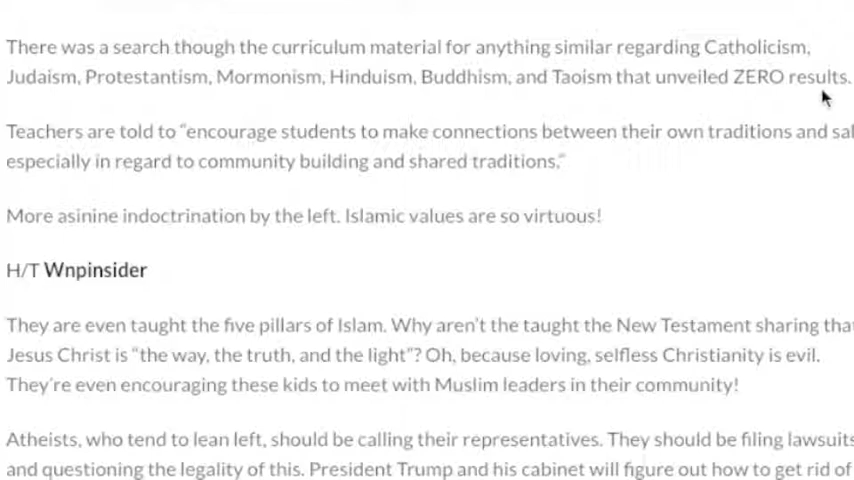 There was a search though the curriculum material for anything similar regarding Catholicism,
Judaism, Protestantism, Mormonism, Hinduism, Buddhism, and Taoism that unveiled ZERO results.
Teachers are told to “encourage students to make connections between their own traditions and
especially in regard to community building and shared traditions.”
More asinine indoctrination by the left. Islamic values are so virtuous!
H/T Wnpinsider
They are even taught the five pillars of Islam. Why aren't the taught the New Testament sharing
Jesus Christ is “the way, the truth, and the light”? Oh, because loving, selfless Christianity is evil.
They're even encouraging these kids to meet with Muslim leaders in their community!
Atheists, who tend to lean left, should be calling their representatives. They should be filing lawsuits
and questioning the legality of this. President Trump and his cabinet will figure out how to get rid of